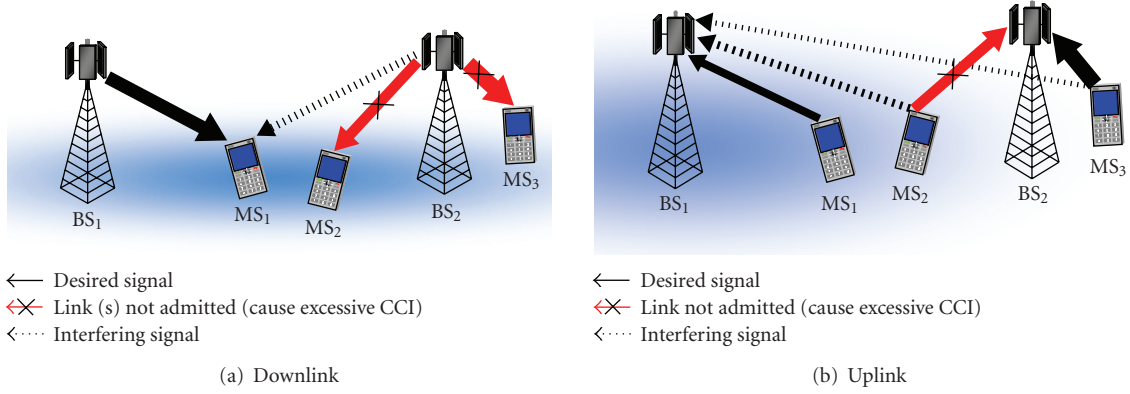 BS1
MS1
MS2
BS2
MS3
Desired signal
Link (s) not admitted (cause excessive CCI)
Interfering signal
(a) Downlink
BS1
MS1
MS2
BS2
MS3
Desired signal
Link not admitted (cause excessive CCI)
Interfering signal
(b) Uplink